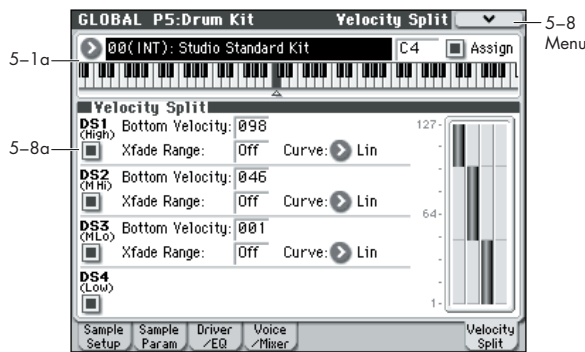 GLOBAL P5:Drum Kit Velocity Split
5–8
Menu
5–1a
00(INT): Studio Standard Kit C4 Assign
Velocity Split
DS1 Bottom Velocity: 098 127-
(High)
5–8a
Xfade Range: Off Curve: Lin
DS2 Bottom Velocity: 046
(M Hi)
Xfade Range: Off Curve: Lin
64-
DS3 Bottom Velocity: 001
(MLo)
Xfade Range: Off Curve: Lin
DS4
(Low)
1-
Sample Setup Sample Param Driver /EQ Voice /Mixer Velocity Split